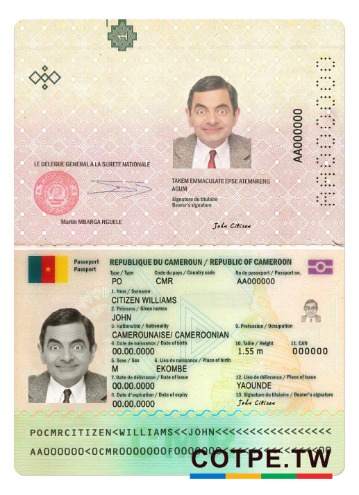 AA000000
LE DELEGUE GENERAL A LA SURETE NATIONALE
TAKEM EMMACULATE EPSE ATEMNKENG
AGUNI
Signature du titulaire
Bearer's signature
John Citizen
Martin MBARGA NGUELE
Passeport
Passport
REPUBLIQUE DU CAMEROUN / REPUBLIC OF CAMEROON
Type / Type Code du pays / Country code No de passeport / Passport no.
PO CMR AA000000
1. Nom / Surname
CITIZEN WILLIAMS
2. Prénoms / Given names
JOHN
3. Nationalité / Nationality 9. Profession / Occupation
CAMEROUNAISE/ CAMEROONIAN
4. Date de naissance / Date of birth 10. Taille / Height 11. CAN
00.00.0000 1.55 m 000000
5. Sexe / Sex 6. Lieu de naissance / Place of birth
M EKOMBE
7. Date de délivrance / Date of issue 12. Lieu de délivrance / Place of issue
00.00.0000 YAOUNDE
8. Date d'expiration / Date of expiry 13. Signature du titulaire / Bearer's signature
00.00.0000 John Citizen
POCMRCITIZEN<WILLIAMS<<JOHN<<<<<<<<<<<<<<<<<
COTPE.TW